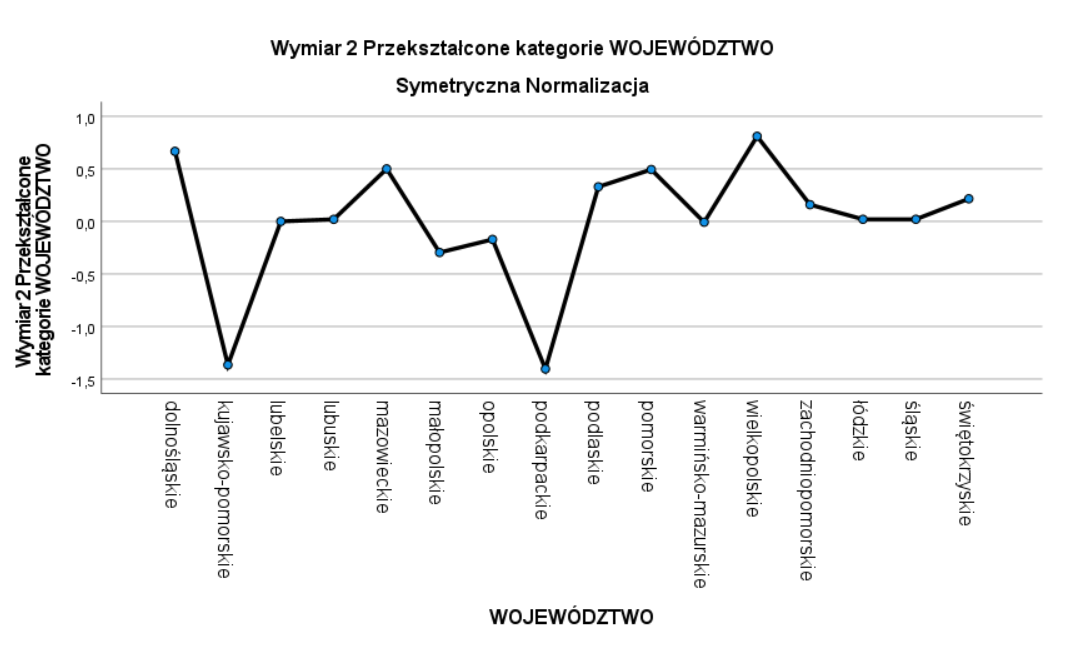 Wymiar 2 Przekształcone kategorie WOJEWÓDZTWO
Symetryczna Normalizacja
Wymiar 2 Przekształcone
kategorie WOJEWÓDZTWO
1,0
0,5
0,0
-0,5
-1,0
-1,5
dolnośląskie
kujawsko-pomorskie
lubelskie
lubuskie
mazowieckie
małopolskie
opolskie
podkarpackie
podlaskie
pomorskie
warmińsko-mazurskie
wielkopolskie
zachodniopomorskie
łódzkie
śląskie
świętokrzyskie
WOJEWÓDZTWO